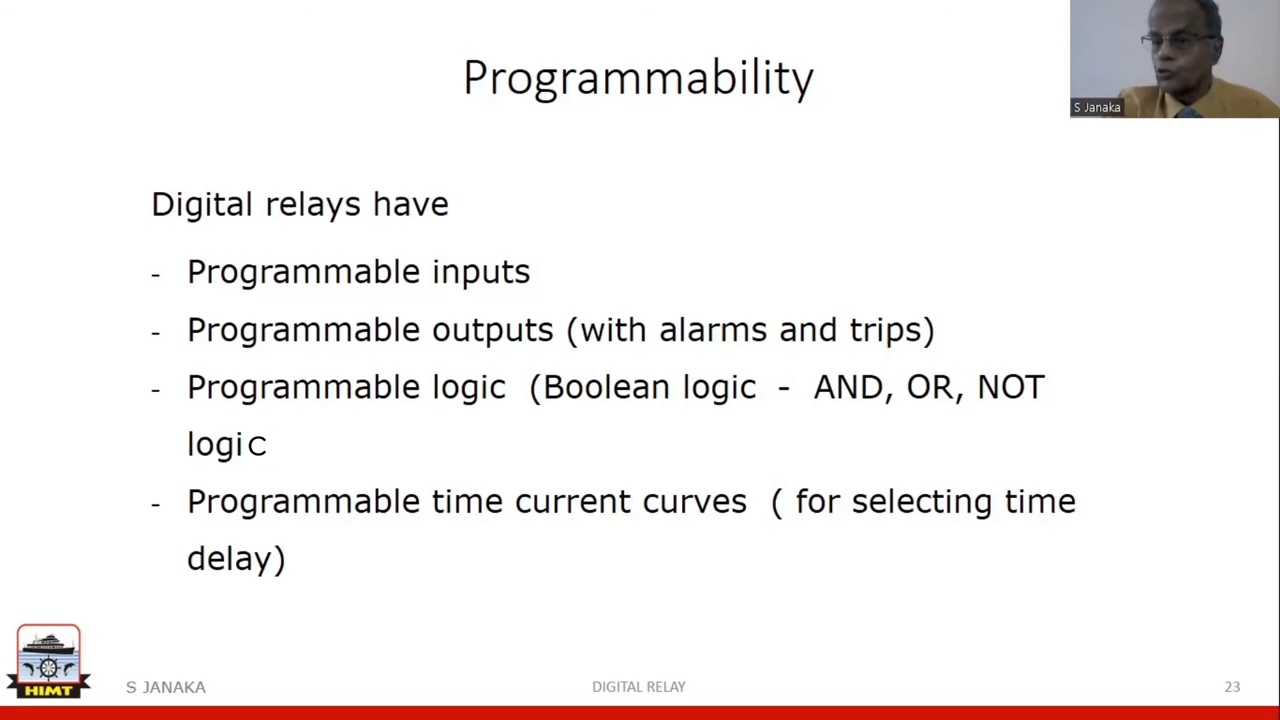 Programmability
S Janaka
Digital relays have
- Programmable inputs
- Programmable outputs (with alarms and trips)
- Programmable logic (Boolean logic - AND, OR, NOT
logic
- Programmable time current curves ( for selecting time
delay)
HIMT
S JANAKA
DIGITAL RELAY
23